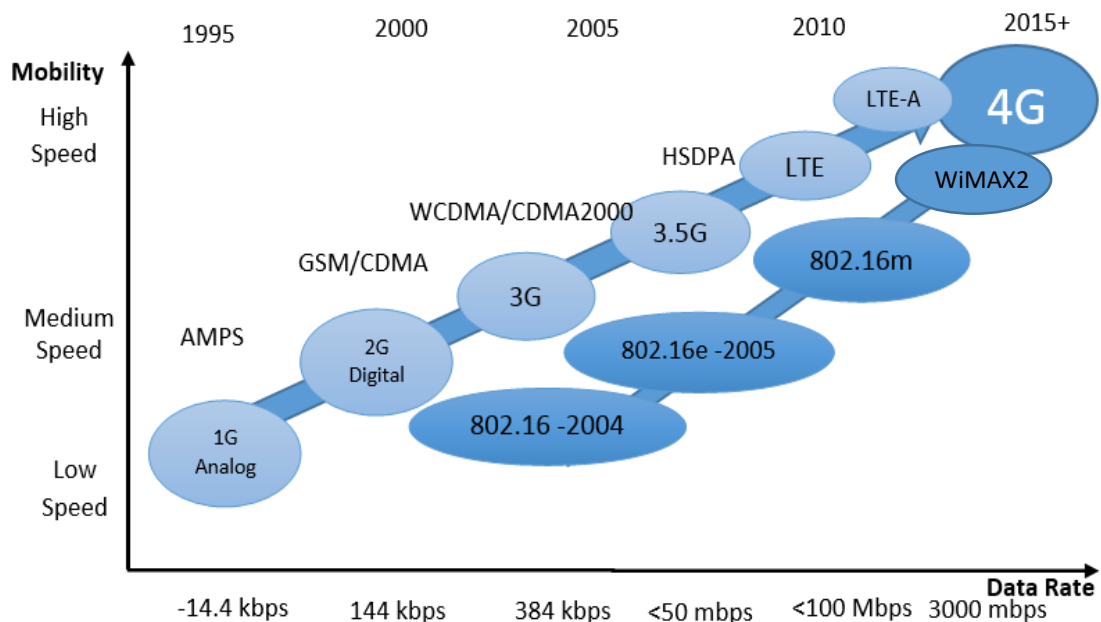 1995 2000 2005 2010 2015+
Mobility
High
Speed
LTE-A
4G
HSDPA
LTE
WiMAX2
WCDMA/CDMA2000
3.5G
802.16m
GSM/CDMA
3G
Medium
Speed
AMPS
2G
Digital
802.16e -2005
802.16 -2004
1G
Analog
Low
Speed
Data Rate
-14.4 kbps 144 kbps 384 kbps <50 mbps <100 Mbps 3000 mbps